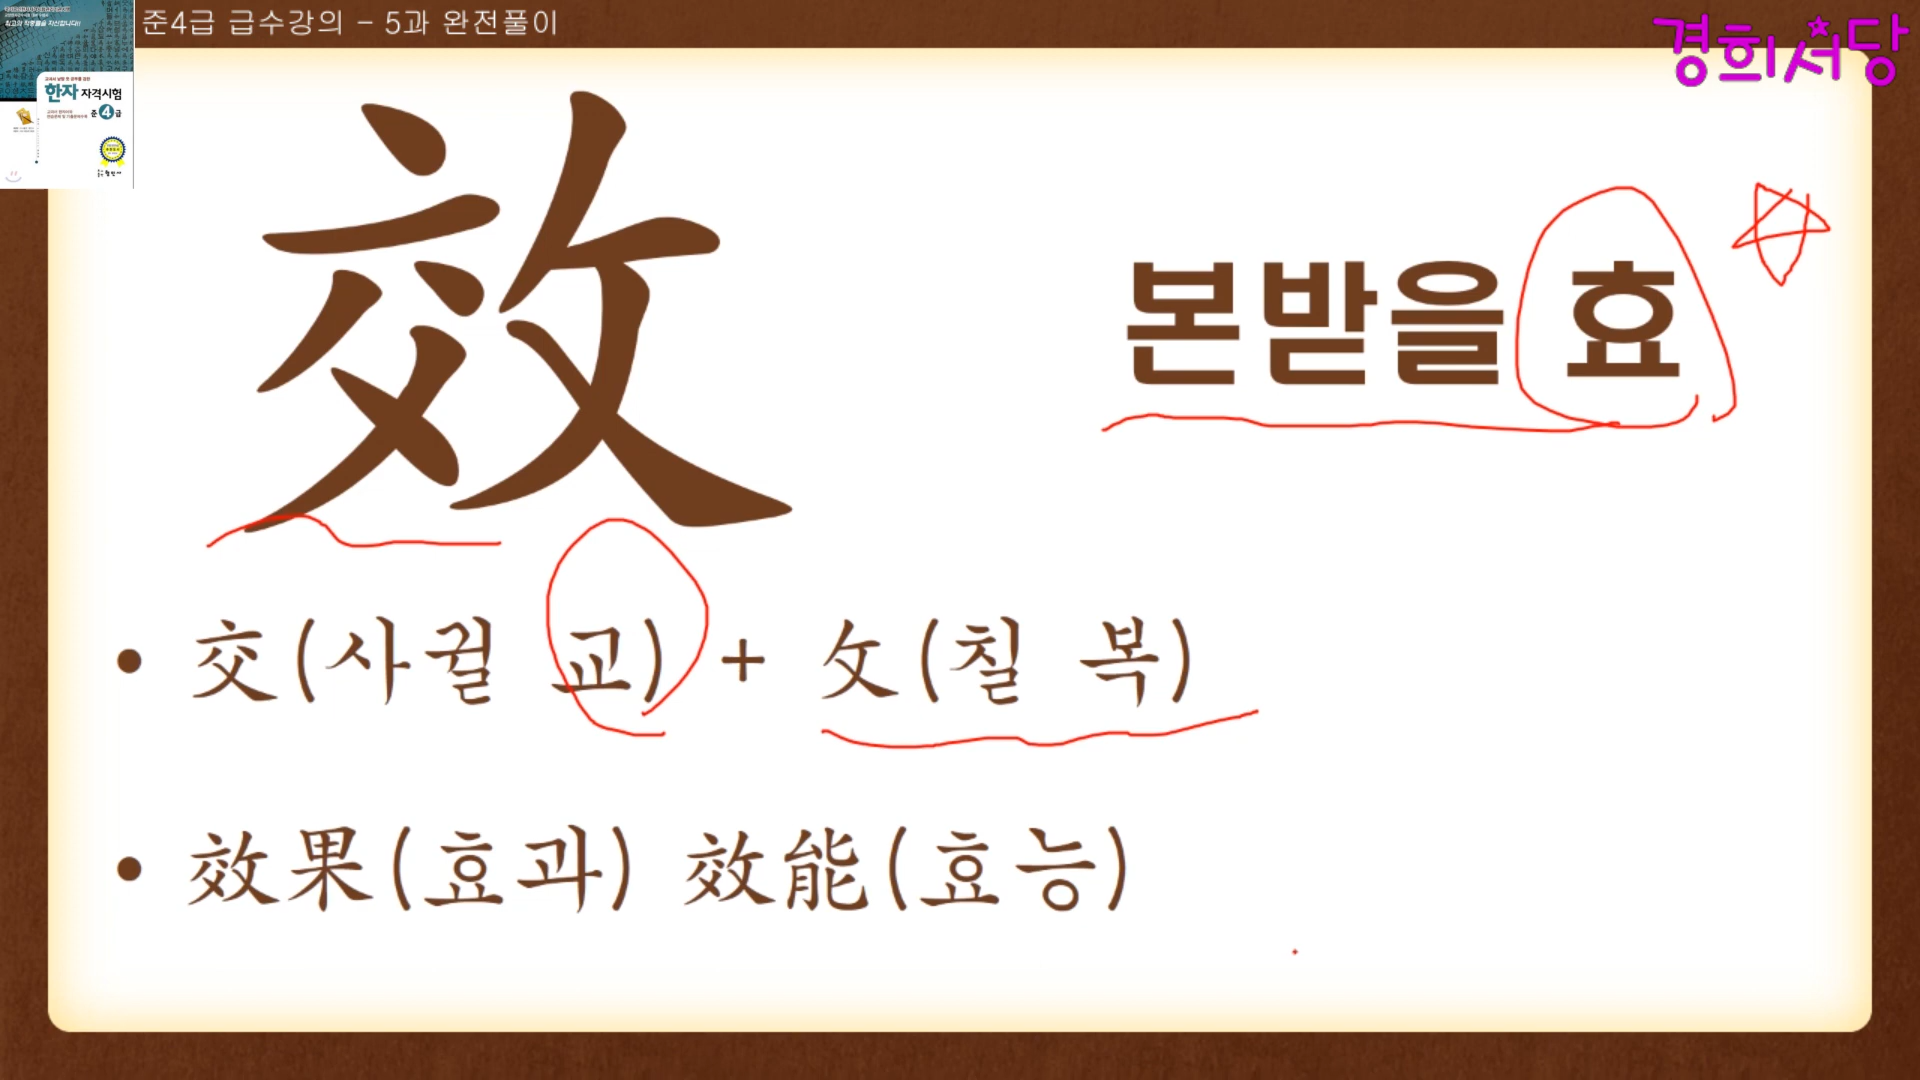 준4급 급수강의 – 5과 완전풀이
경희서당
한자 자격시험
준 4 급
效
본받을 효
• 交(사귈 교) + 攵(칠 복)
• 效果(효과) 效能(효능)